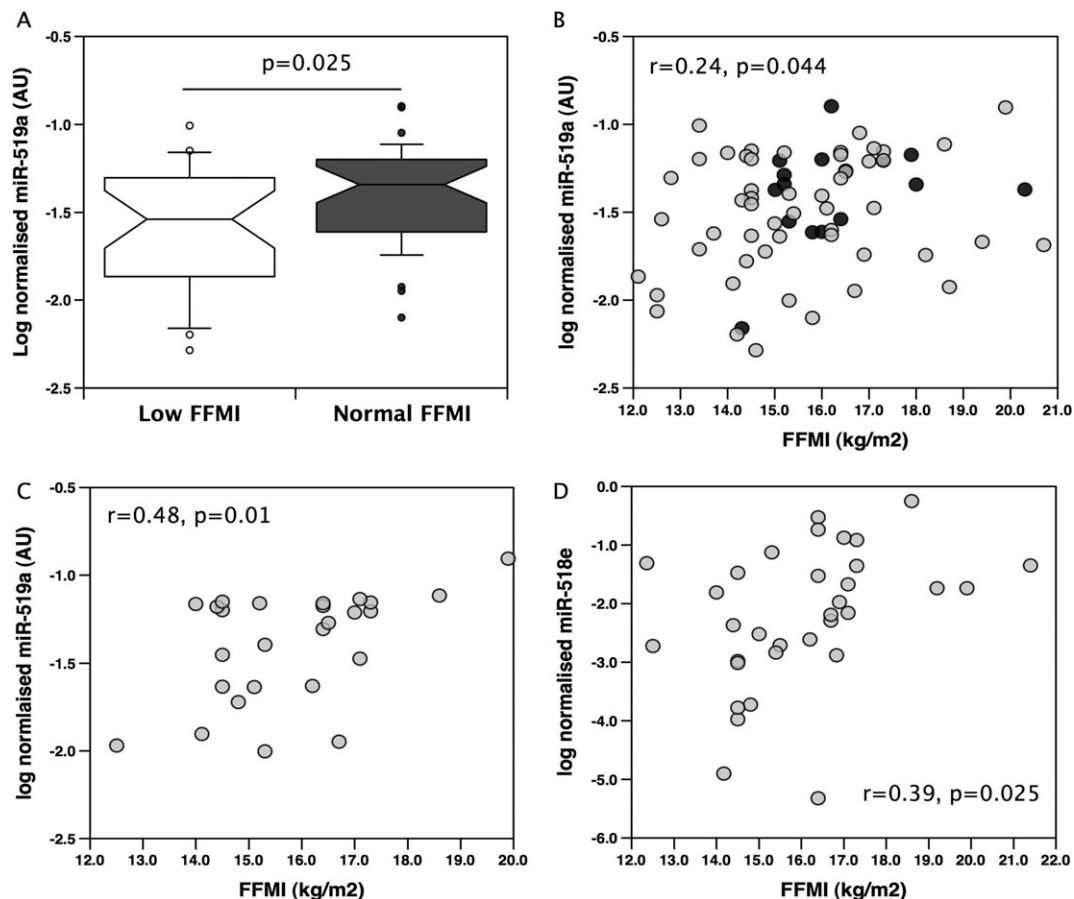 A
Log normalised miR-519a (AU)
-0.5
-1.0
-1.5
-2.0
-2.5
p=0.025
Low FFMI
Normal FFMI
B
log normalised miR-519a (AU)
-0.5
-1.0
-1.5
-2.0
-2.5
r=0.24, p=0.044
12.0 13.0 14.0 15.0 16.0 17.0 18.0 19.0 20.0 21.0
FFMI (kg/m2)
C
log normlaised miR-519a (AU)
-0.5
-1.0
-1.5
-2.0
-2.5
r=0.48, p=0.01
12.0 13.0 14.0 15.0 16.0 17.0 18.0 19.0 20.0
FFMI (kg/m2)
D
log normalised miR-518e
0.0
-1.0
-2.0
-3.0
-4.0
-5.0
-6.0
r=0.39, p=0.025
12.0 13.0 14.0 15.0 16.0 17.0 18.0 19.0 20.0 21.0 22.0
FFMI (kg/m2)